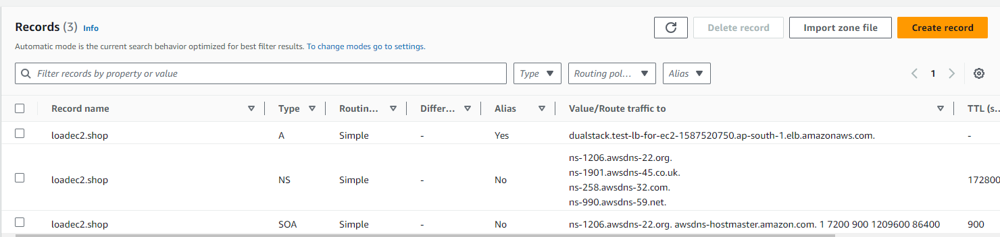 Records (3) Info
Delete record Import zone file Create record
Automatic mode is the current search behavior optimized for best filter results. To change modes go to settings.
Filter records by property or value Type Routing pol... Alias 1
Record name Type Routin... Differ... Alias Value/Route traffic to TTL (s...
loadec2.shop A Simple - Yes dualstack.test-lb-for-ec2-1587520750.ap-south-1.elb.amazonaws.com. -
ns-1206.awsdns-22.org.
ns-1901.awsdns-45.co.uk.
loadec2.shop NS Simple - No 172800
ns-258.awsdns-32.com.
ns-990.awsdns-59.net.
loadec2.shop SOA Simple - No ns-1206.awsdns-22.org. awsdns-hostmaster.amazon.com. 1 7200 900 1209600 86400 900